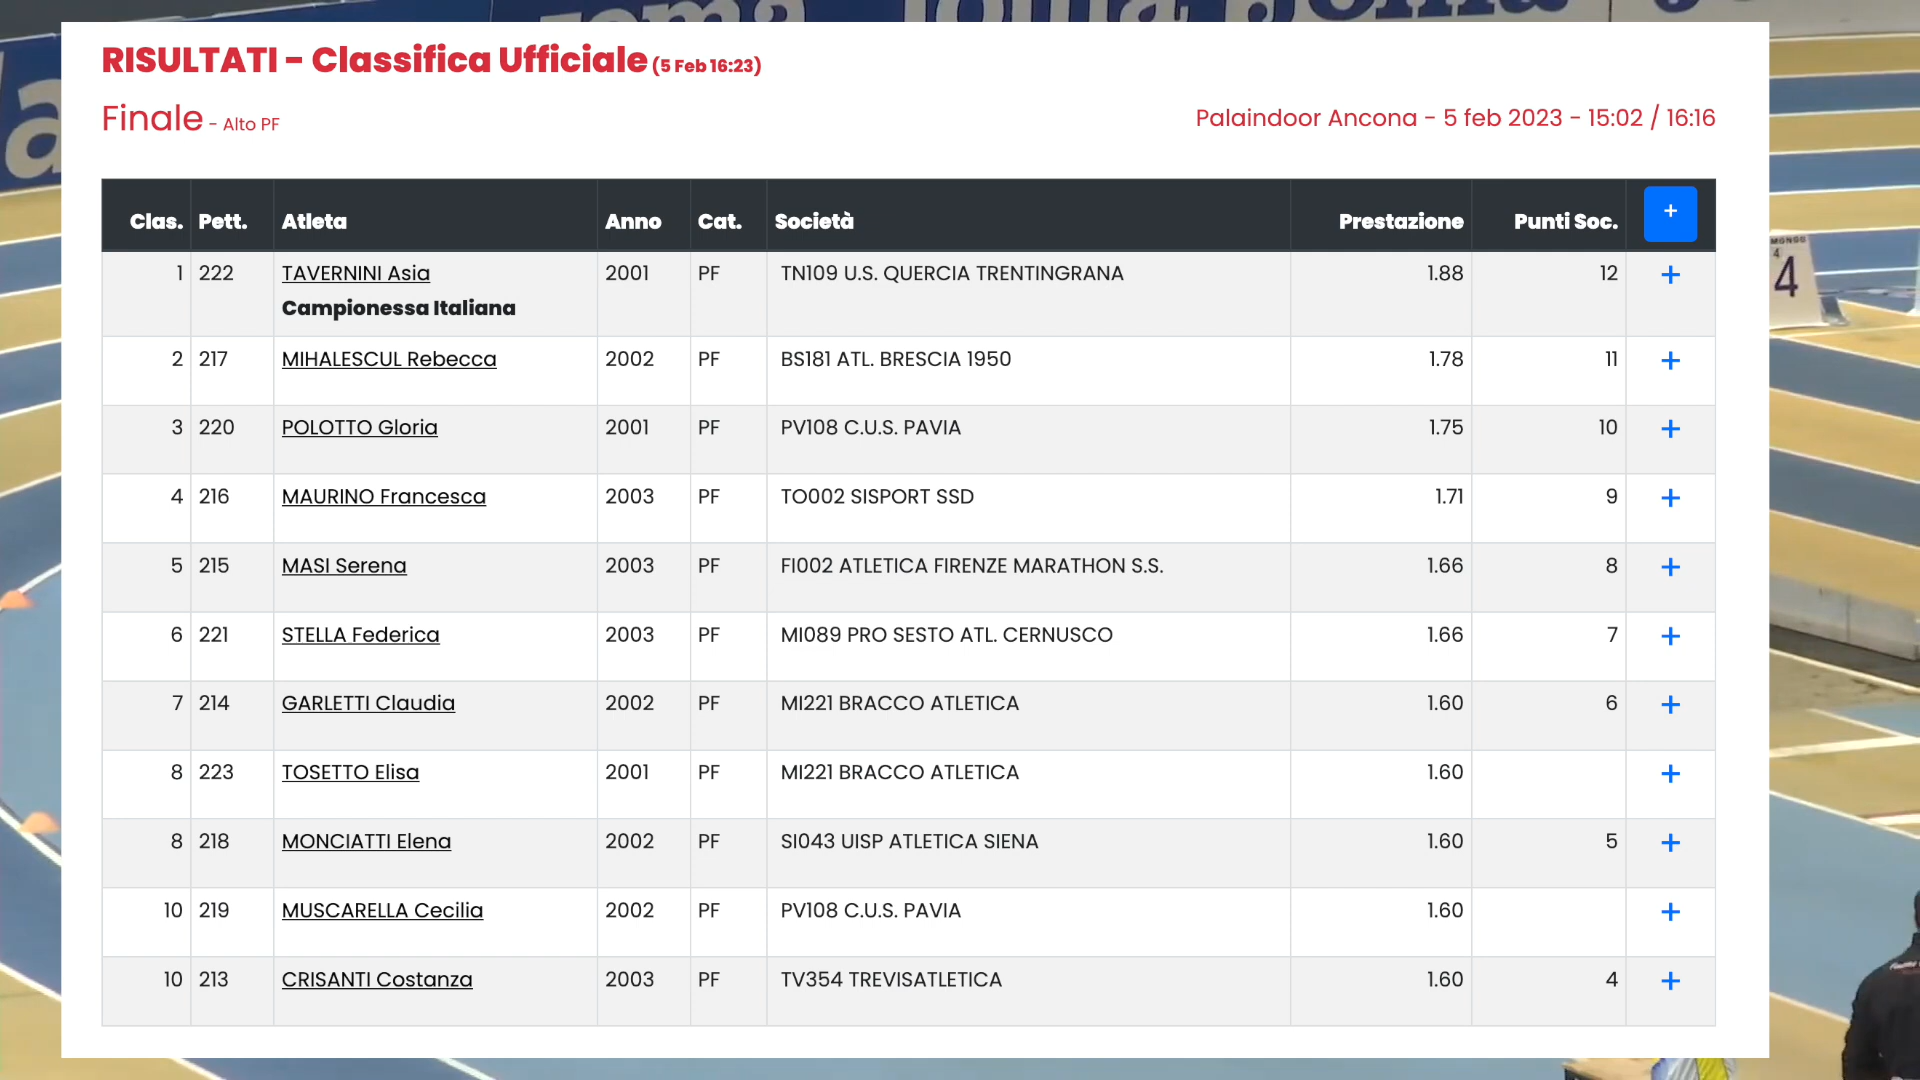 RISULTATI - Classifica Ufficiale (5 Feb 16:23)
Finale - Alto PF
Palaindoor Ancona - 5 feb 2023 - 15:02 / 16:16
Clas. Pett. Atleta Anno Cat. Società Prestazione Punti Soc. +
1 222 TAVERNINI Asia 2001 PF TN109 U.S. QUERCIA TRENTINGRANA 1.88 12 +
Campionessa Italiana
2 217 MIHALESCUL Rebecca 2002 PF BS181 ATL. BRESCIA 1950 1.78 11 +
3 220 POLOTTO Gloria 2001 PF PV108 C.U.S. PAVIA 1.75 10 +
4 216 MAURINO Francesca 2003 PF TO002 SISPORT SSD 1.71 9 +
5 215 MASI Serena 2003 PF FI002 ATLETICA FIRENZE MARATHON S.S. 1.66 8 +
6 221 STELLA Federica 2003 PF MI089 PRO SESTO ATL. CERNUSCO 1.66 7 +
7 214 GARLETTI Claudia 2002 PF MI221 BRACCO ATLETICA 1.60 6 +
8 223 TOSETTO Elisa 2001 PF MI221 BRACCO ATLETICA 1.60 +
8 218 MONCIATTI Elena 2002 PF SI043 UISP ATLETICA SIENA 1.60 5 +
10 219 MUSCARELLA Cecilia 2002 PF PV108 C.U.S. PAVIA 1.60 +
10 213 CRISANTI Costanza 2003 PF TV354 TREVISATLETICA 1.60 4 +
MONDO
4
4